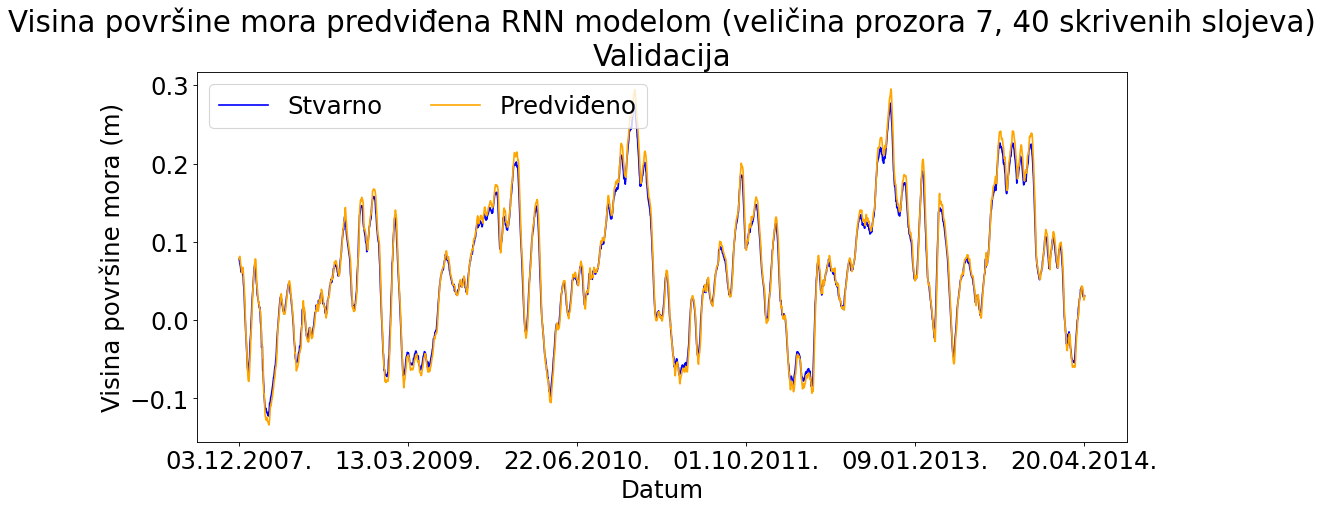 Visina površine mora predviđena RNN modelom (veličina prozora 7, 40 skrivenih slojeva)
Validacija
Stvarno Predviđeno
Visina površine mora (m)
0.3
0.2
0.1
0.0
−0.1
03.12.2007. 13.03.2009. 22.06.2010. 01.10.2011. 09.01.2013. 20.04.2014.
Datum